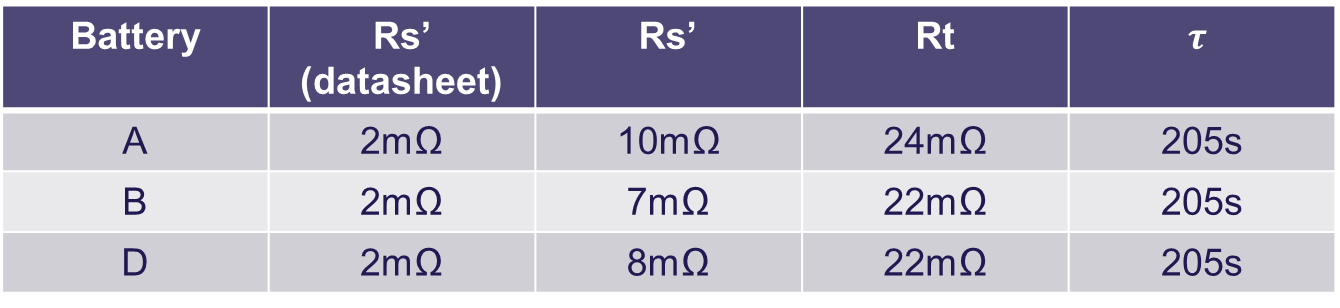 Battery Rs’ (datasheet) Rs’ Rt τ
A 2mΩ 10mΩ 24mΩ 205s
B 2mΩ 7mΩ 22mΩ 205s
D 2mΩ 8mΩ 22mΩ 205s